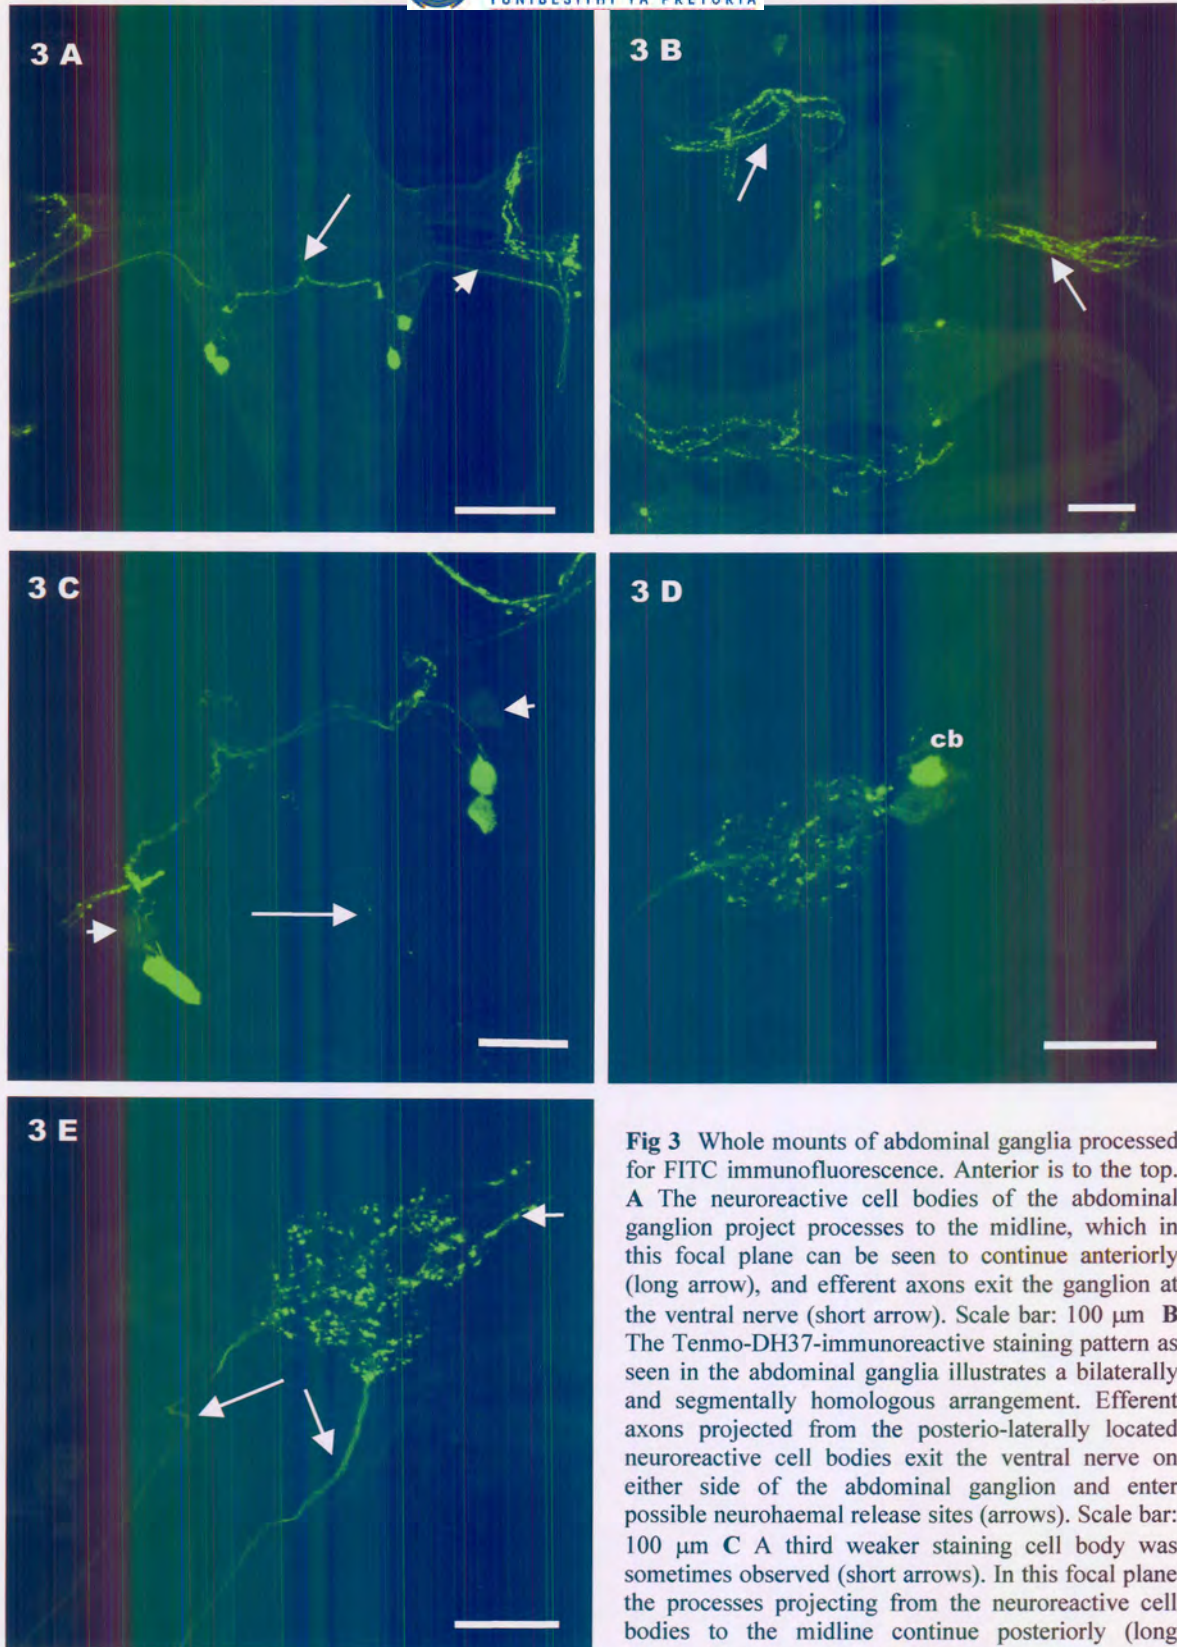 YUNIBESITHI YA PRETORIA
3 A
3 B
3 C
3 D
cb
3 E
Fig 3 Whole mounts of abdominal ganglia processed
for FITC immunofluorescence. Anterior is to the top.
A The neuroreactive cell bodies of the abdominal
ganglion project processes to the midline, which in
this focal plane can be seen to continue anteriorly
(long arrow), and efferent axons exit the ganglion at
the ventral nerve (short arrow). Scale bar: 100 μm B
The Tenmo-DH37-immunoreactive staining pattern as
seen in the abdominal ganglia illustrates a bilaterally
and segmentally homologous arrangement. Efferent
axons projected from the posterio-laterally located
neuroreactive cell bodies exit the ventral nerve on
either side of the abdominal ganglion and enter
possible neurohaemal release sites (arrows). Scale bar:
100 μm C A third weaker staining cell body was
sometimes observed (short arrows). In this focal plane
the processes projecting from the neuroreactive cell
bodies to the midline continue posteriorly (long